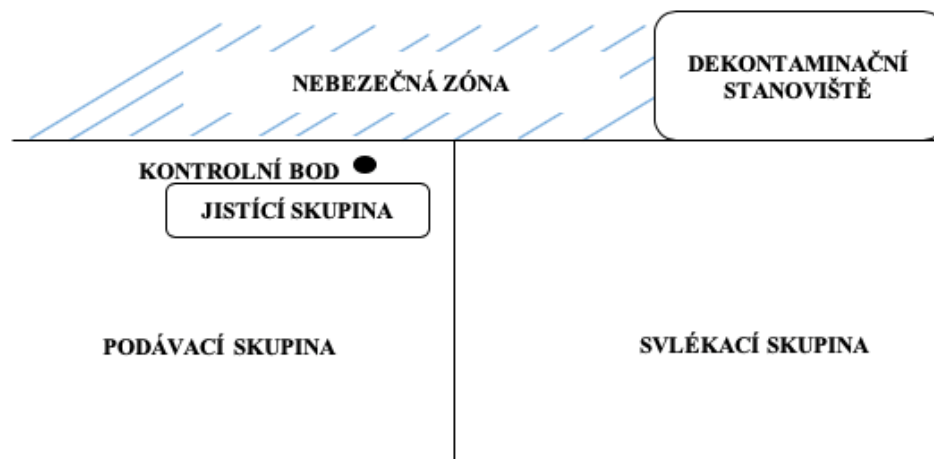 NEBEZEČNÁ ZÓNA
DEKONTAMINAČNÍ
STANOVIŠTĚ
KONTROLNÍ BOD
JISTÍCÍ SKUPINA
PODÁVACÍ SKUPINA
SVLÉKACÍ SKUPINA